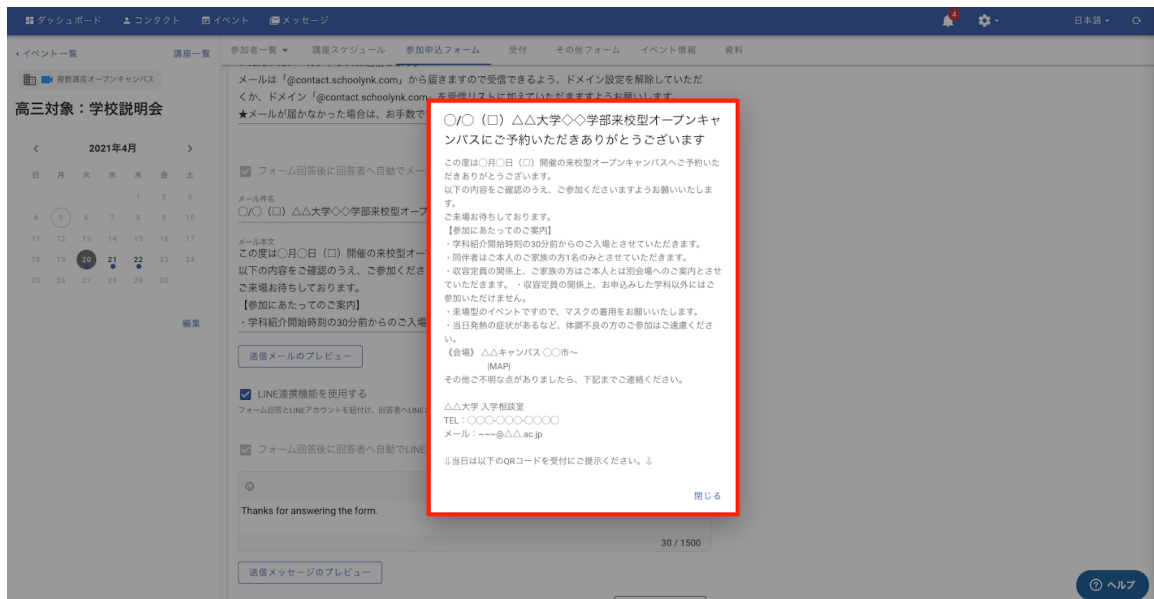 ダッシュボード コンタクト イベント メッセージ 4 日本語
イベント一覧 講座一覧
参加者一覧 講座スケジュール 参加申込フォーム 受付 その他フォーム イベント情報 資料
複数講座オープンキャンパス
高三対象：学校説明会
2021年4月
日 月 火 水 木 金 土
1 2 3
4 5 6 7 8 9 10
11 12 13 14 15 16 17
18 19 20 21 22 23 24
25 26 27 28 29 30
編集
メールは「@contact.schoolynk.com」から届きますので受信できるよう、ドメイン設定を解除していただ
くか、ドメイン「@contact.schoolynk.com」を受信リストに加えていただきますようお願いします。
★メールが届かなかった場合は、お手数で
フォーム回答後に回答者へ自動でメー
メール件名
○/○（□）△△大学◇◇学部来校型オープ
メール本文
この度は○月○日（□）開催の来校型オー
以下の内容をご確認のうえ、ご参加くださ
ご来場お待ちしております。
【参加にあたってのご案内】
・学科紹介開始時刻の30分前からのご入場
送信メールのプレビュー
LINE連携機能を使用する
フォーム回答とLINEアカウントを紐付け、回答者へLINE
フォーム回答後に回答者へ自動でLINE
Thanks for answering the form.
30 / 1500
送信メッセージのプレビュー
○/○（□）△△大学◇◇学部来校型オープンキャ
ンパスにご予約いただきありがとうございます
この度は○月○日（□）開催の来校型オープンキャンパスへご予約いた
だきありがとうございます。
以下の内容をご確認のうえ、ご参加くださいますようお願いいたしま
す。
ご来場お待ちしております。
【参加にあたってのご案内】
・学科紹介開始時刻の30分前からのご入場とさせていただきます。
・同伴者はご本人のご家族の方1名のみとさせていただきます。
・収容定員の関係上、ご家族の方はご本人とは別会場へのご案内とさせ
ていただきます。 ・収容定員の関係上、お申込みした学科以外にはご
参加いただけません。
・来場型のイベントですので、マスクの着用をお願いいたします。
・当日発熱の症状があるなど、体調不良の方のご参加はご遠慮くださ
い。
《会場》 △△キャンパス ○○市〜
|MAP|
その他ご不明な点がありましたら、下記までご連絡ください。
△△大学 入学相談室
TEL：○○○-○○○-○○○○
メール：~~~@△△.ac.jp
⇩当日は以下のQRコードを受付にご提示ください。⇩
閉じる
ヘルプ